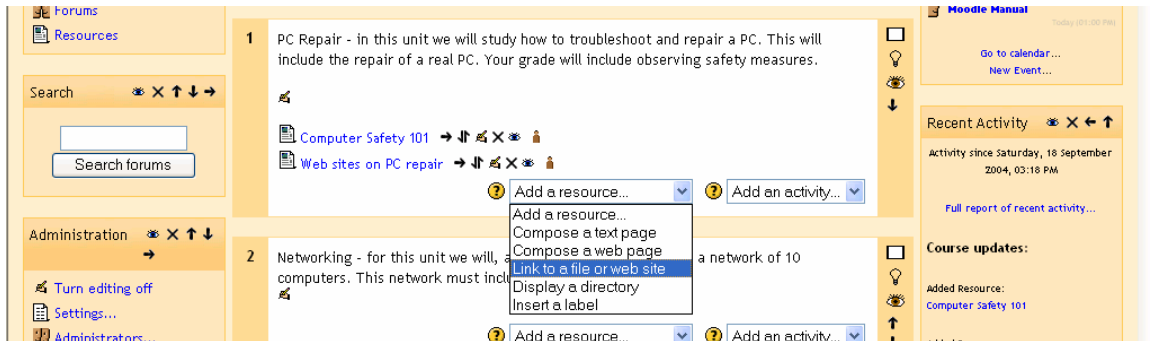 Forums
Resources
Search
Search forums
Administration
Turn editing off
Settings...
Administrators...
1 PC Repair - in this unit we will study how to troubleshoot and repair a PC. This will
include the repair of a real PC. Your grade will include observing safety measures.
Computer Safety 101
Web sites on PC repair
? Add a resource... ? Add an activity...
Add a resource...
Compose a text page
Compose a web page
Link to a file or web site
Display a directory
Insert a label
2 Networking - for this unit we will, a a network of 10
computers. This network must inclu
? Add a resource... ? Add an activity...
Moodle Manual
Today (01:00 PM)
Go to calendar...
New Event...
Recent Activity
Activity since Saturday, 18 September
2004, 03:18 PM
Full report of recent activity...
Course updates:
Added Resource:
Computer Safety 101